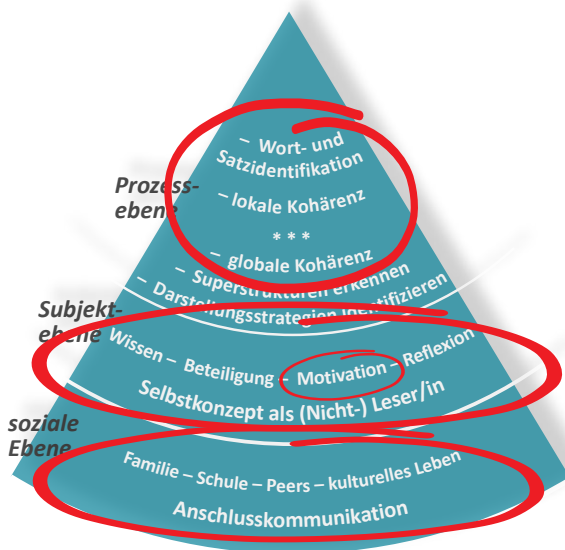 – Wort- und
Satzidentifikation
Prozess-
ebene
– lokale Kohärenz
* * *
– globale Kohärenz
– Superstrukturen erkennen
– Darstellungsstrategien identifizieren
Subjekt-
ebene
Wissen – Beteiligung – Motivation – Reflexion
Selbstkonzept als (Nicht-) Leser/in
soziale
Ebene
Familie – Schule – Peers – kulturelles Leben
Anschlusskommunikation